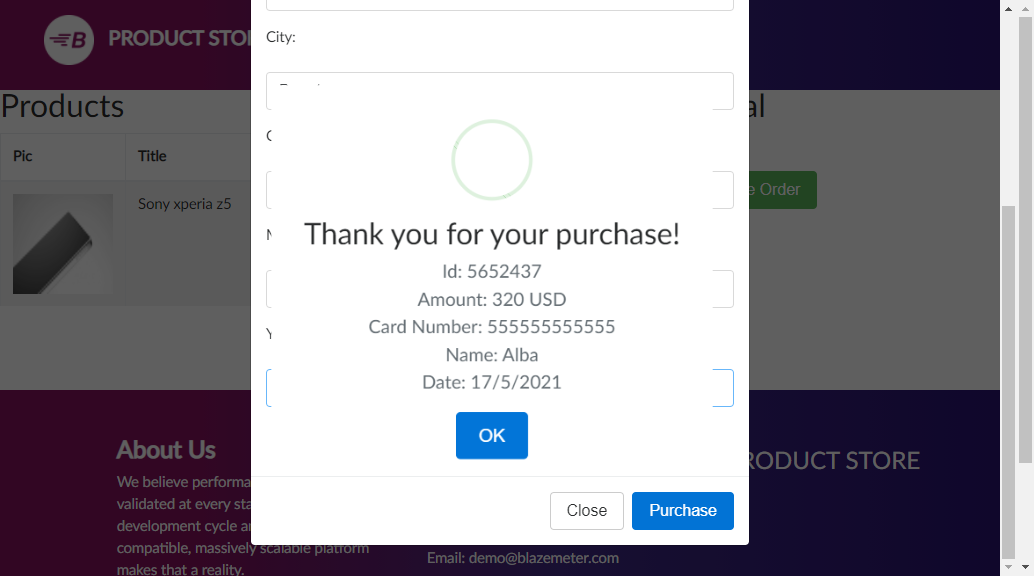 B PRODUCT STO
City:
Products
al
Pic
Title
Sony xperia z5
e Order
Thank you for your purchase!
Id: 5652437
Amount: 320 USD
Card Number: 555555555555
Name: Alba
Date: 17/5/2021
OK
Close
Purchase
About Us
We believe performa
validated at every sta
development cycle a
compatible, massively scalable platform
makes that a reality.
RODUCT STORE
Email: demo@blazemeter.com